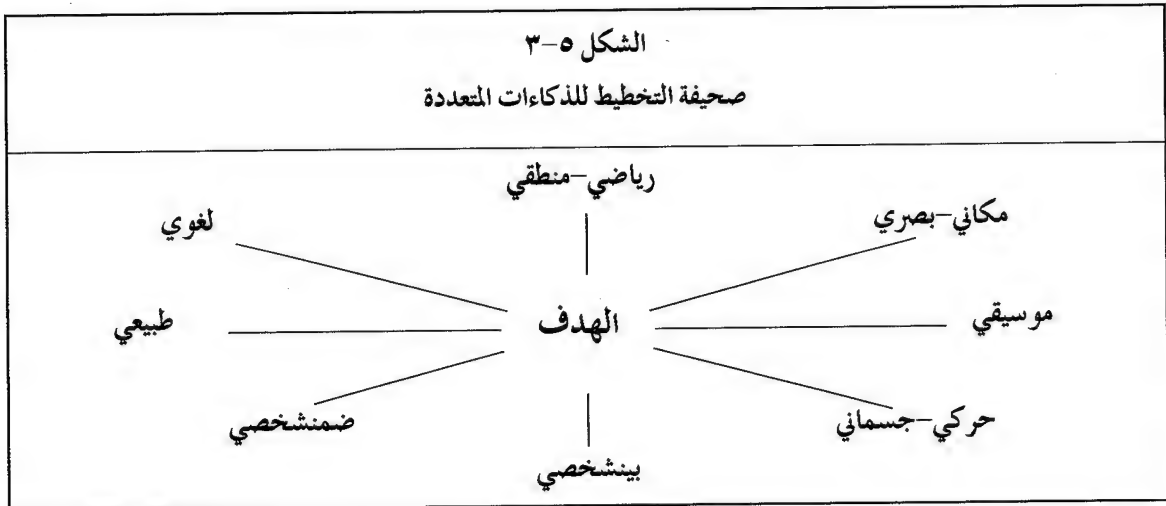 الشكل ٥-٣
صحيفة التخطيط للذكاءات المتعددة
رياضي-منطقي
مكاني-بصري
لغوي
موسيقي
الهدف
طبيعي
حركي-جسماني
ضمنشخصي
بينشخصي